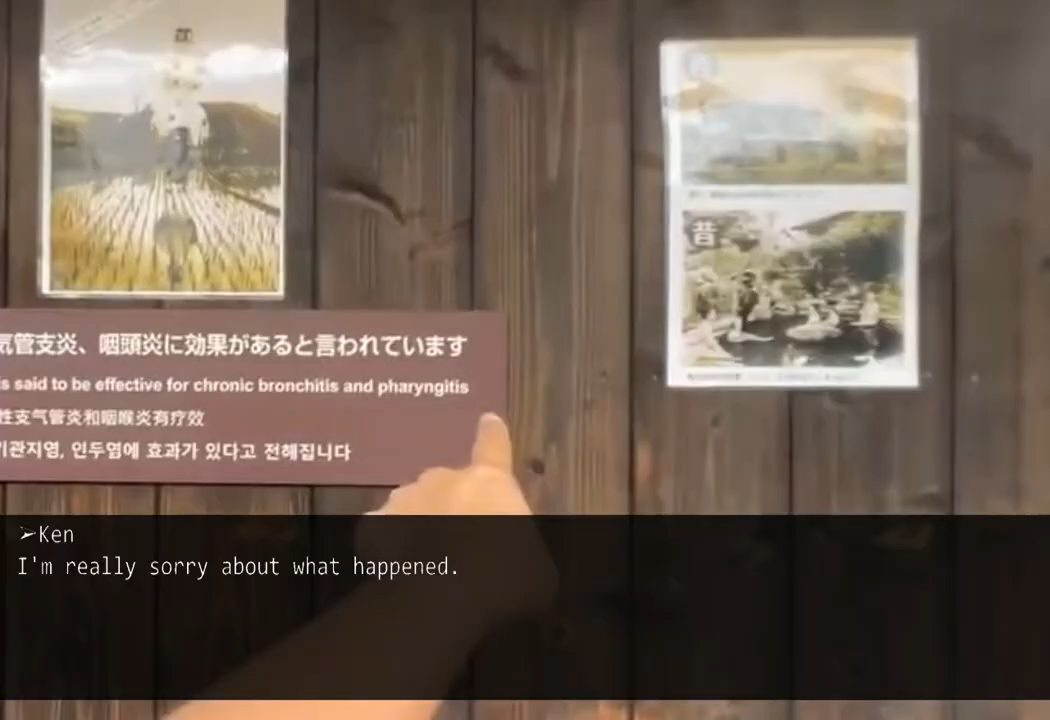 昔
気管支炎、咽頭炎に効果があると言われています
is said to be effective for chronic bronchitis and pharyngitis
性支气管炎和咽喉炎有疗效
기관지염, 인두염에 효과가 있다고 전해집니다
➢Ken
I'm really sorry about what happened.